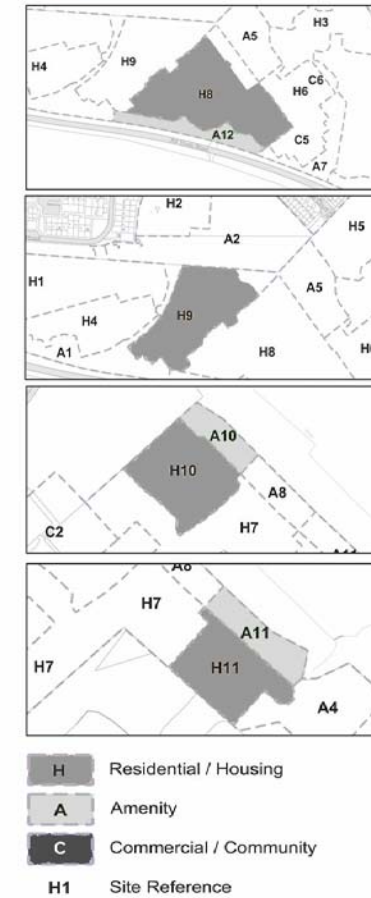 H3
A5
H9
H4
C6
H6
H8
A12
C5
A7
H2
H5
A2
H1
A5
H9
H4
A1
H8
A10
H10
A8
C2
H7
A8
H7
A11
H11
H7
A4
H Residential / Housing
A Amenity
C Commercial / Community
H1 Site Reference